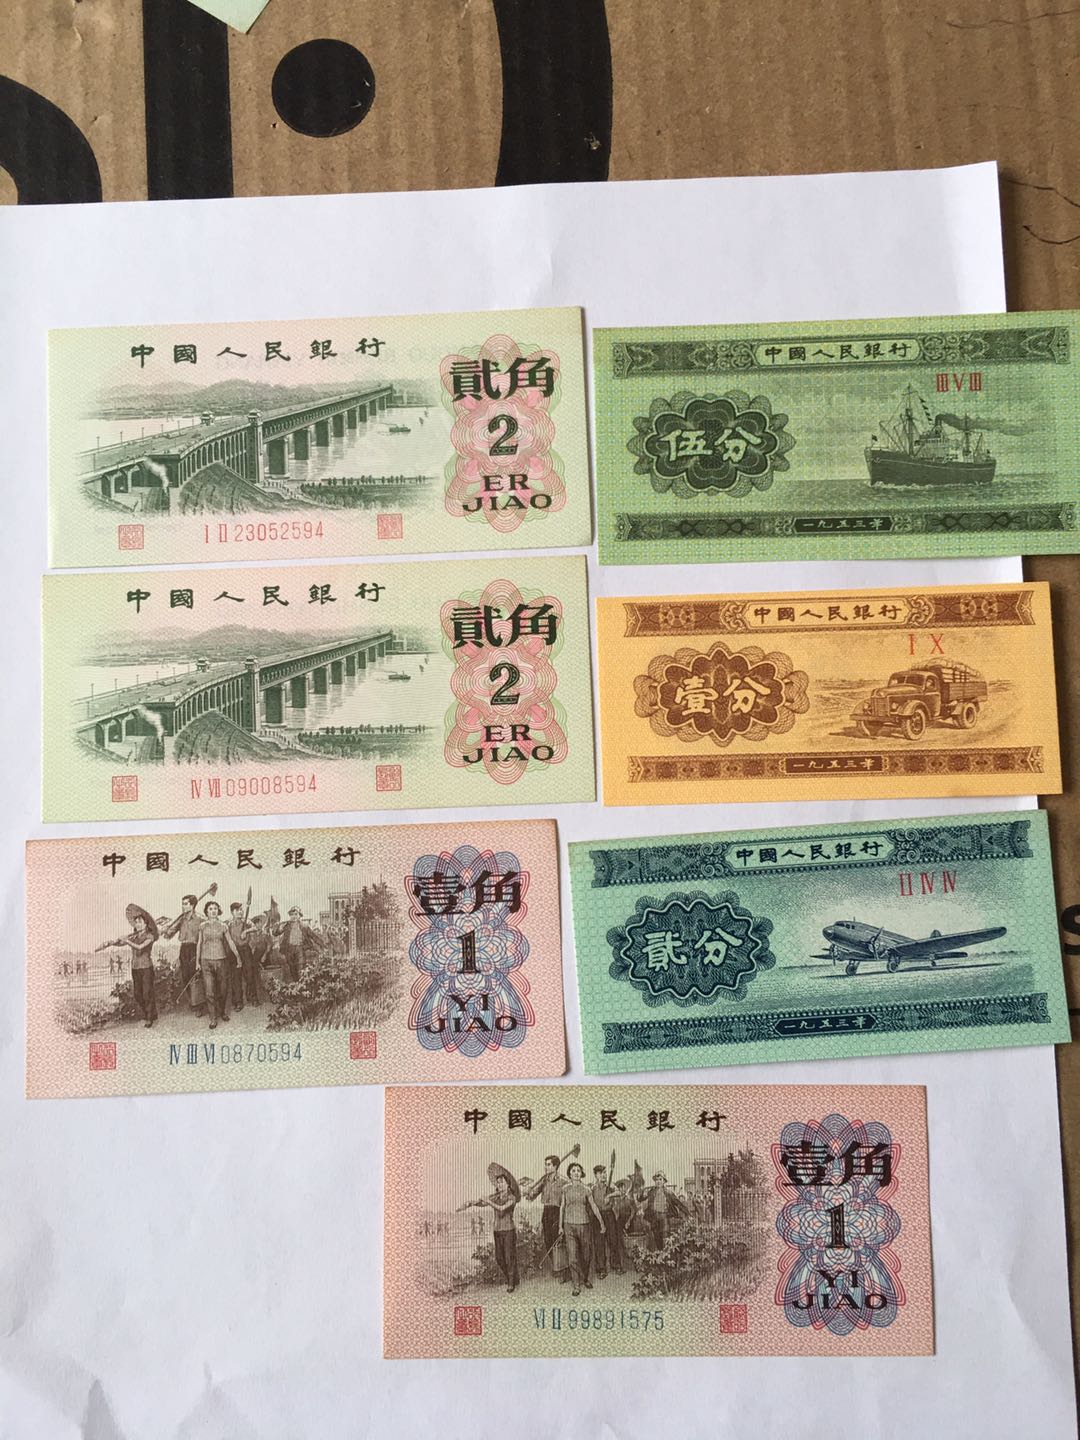 中國人民銀行
貳角
2
ER
JIAO
I II 23052594
中國人民銀行
III V III
伍分
一九五三年
中國人民銀行
貳角
2
ER
JIAO
IV VII 09008594
中國人民銀行
I X
壹分
一九五三年
中國人民銀行
壹角
1
YI
JIAO
IV III VI 0870594
中國人民銀行
II IV IV
貳分
一九五三年
中國人民銀行
壹角
1
YI
JIAO
VI II 99891575